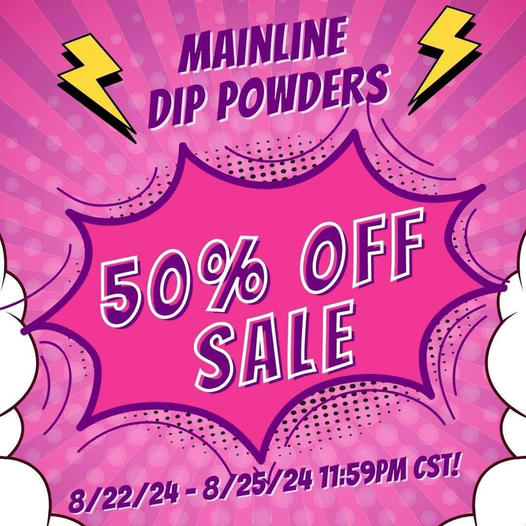 MAINLINE
DIP POWDERS
50% OFF
SALE
8/22/24 - 8/25/24 11:59PM CST!